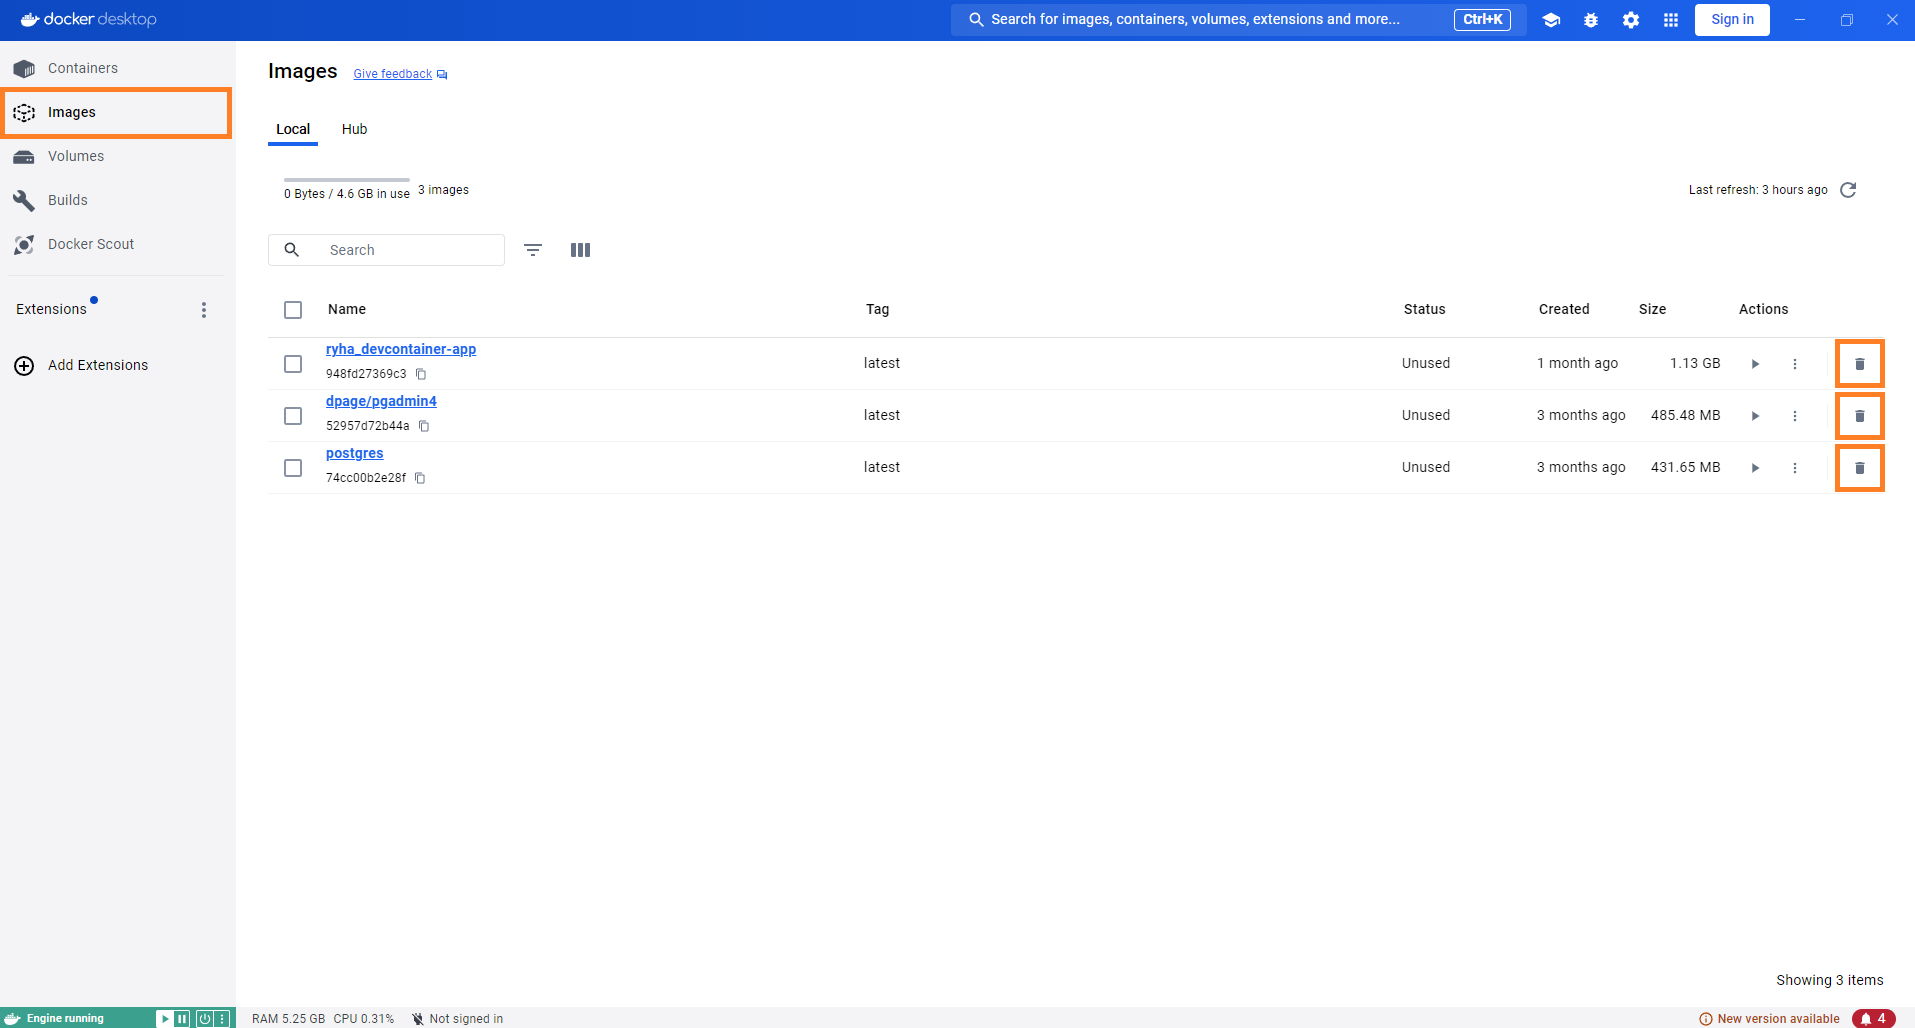 docker desktop
Search for images, containers, volumes, extensions and more... Ctrl+K
Sign in
Containers
Images
Volumes
Builds
Docker Scout
Extensions
Add Extensions
Images Give feedback
Local Hub
0 Bytes / 4.6 GB in use 3 images
Last refresh: 3 hours ago
Search
Name Tag Status Created Size Actions
ryha_devcontainer-app
948fd27369c3
latest Unused 1 month ago 1.13 GB
dpage/pgadmin4
52957d72b44a
latest Unused 3 months ago 485.48 MB
postgres
74cc00b2e28f
latest Unused 3 months ago 431.65 MB
Showing 3 items
Engine running
RAM 5.25 GB CPU 0.31% Not signed in
New version available 4